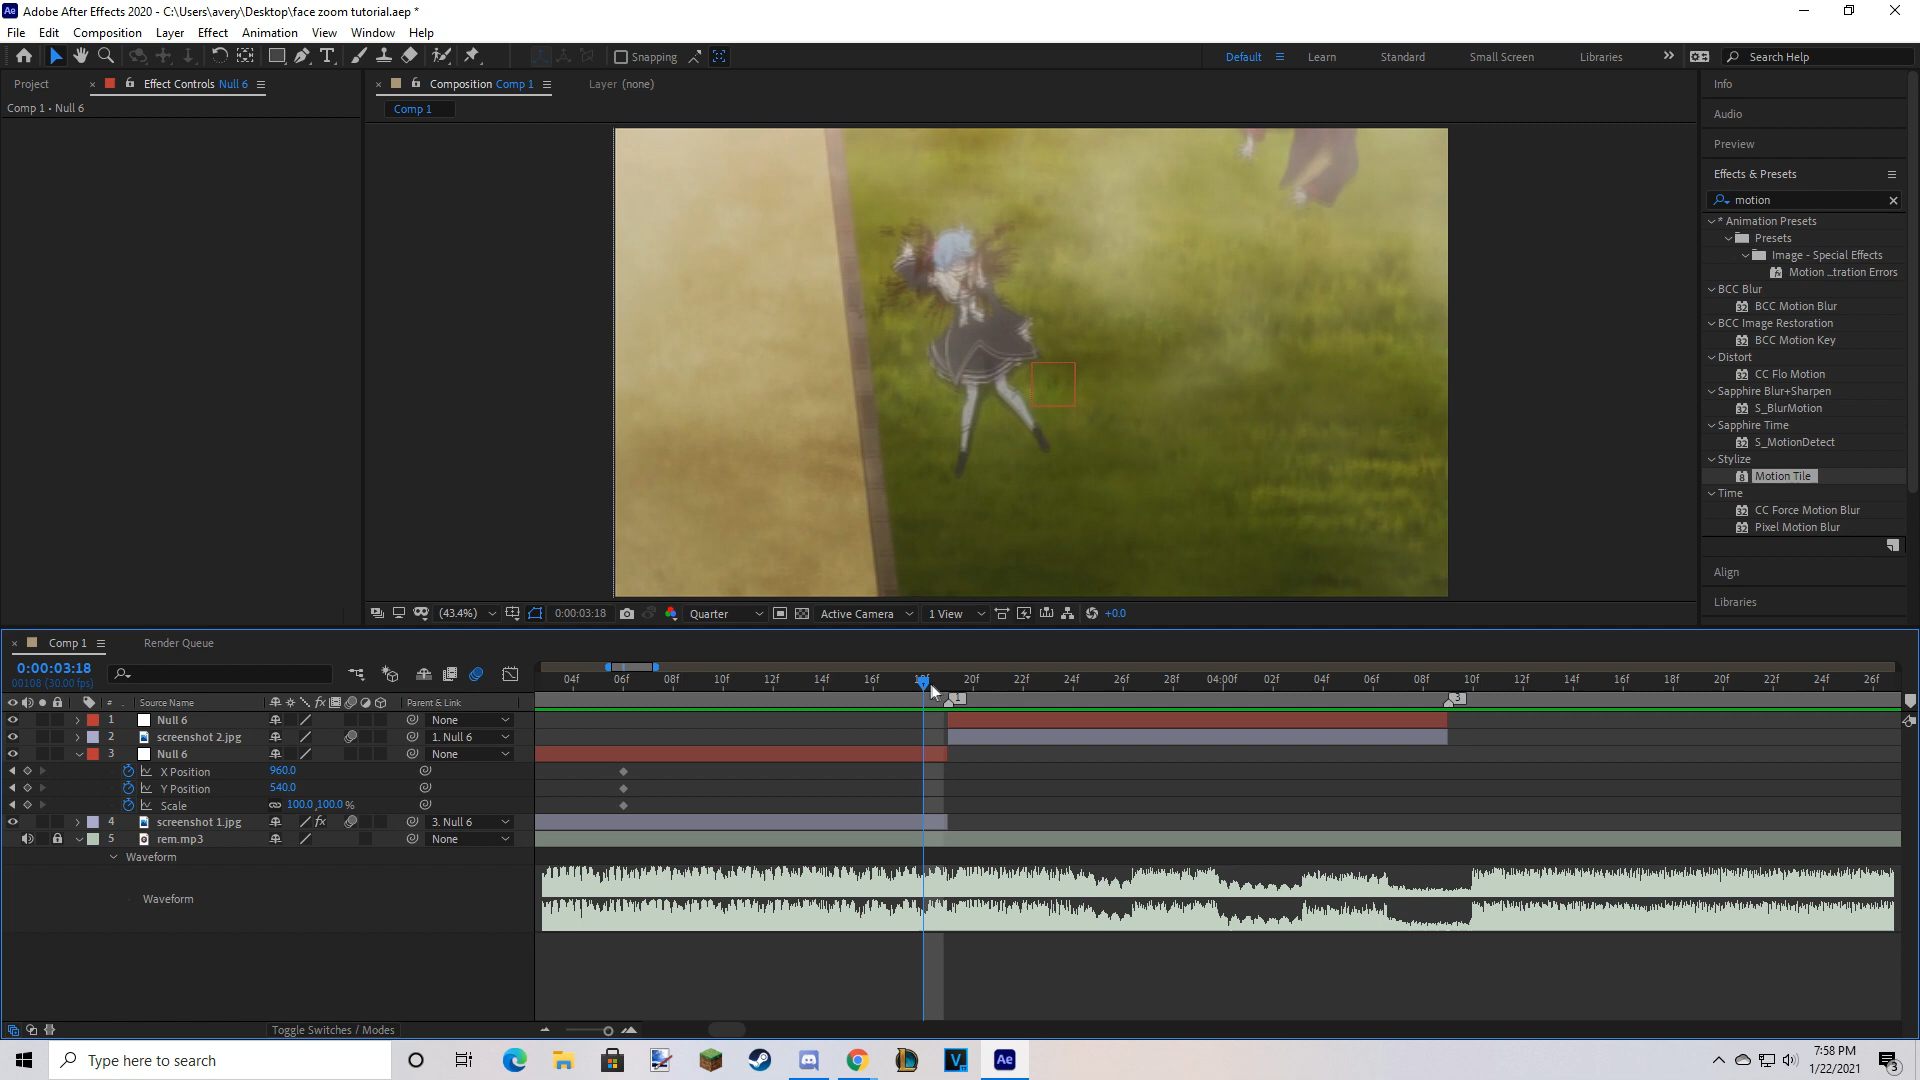 Adobe After Effects 2020 - C:\Users\avery\Desktop\face zoom tutorial.aep *
File Edit Composition Layer Effect Animation View Window Help
Snapping
Default Learn Standard Small Screen Libraries Search Help
Project Effect Controls Null 6
Comp 1 • Null 6
Composition Comp 1
Layer (none)
Comp 1
(43.4%) 0:00:03:18 Quarter Active Camera 1 View +0.0
Info
Audio
Preview
Effects & Presets
motion
* Animation Presets
Presets
Image - Special Effects
Motion ...tration Errors
BCC Blur
BCC Motion Blur
BCC Image Restoration
BCC Motion Key
Distort
CC Flo Motion
Sapphire Blur+Sharpen
S_BlurMotion
Sapphire Time
S_MotionDetect
Stylize
Motion Tile
Time
CC Force Motion Blur
Pixel Motion Blur
Align
Libraries
Comp 1 Render Queue
0:00:03:18
00108 (30.00 fps)
04f 06f 08f 10f 12f 14f 16f 18f 20f 22f 24f 26f 28f 04:00f 02f 04f 06f 08f 10f 12f 14f 16f 18f 20f 22f 24f 26f
# Source Name Parent & Link
1 3
1 Null 6 None
2 screenshot 2.jpg 1. Null 6
3 Null 6 None
X Position 960.0
Y Position 540.0
Scale 100.0,100.0%
4 screenshot 1.jpg fx 3. Null 6
5 rem.mp3 None
Waveform
Waveform
Toggle Switches / Modes
Type here to search
7:58 PM
1/22/2021
3